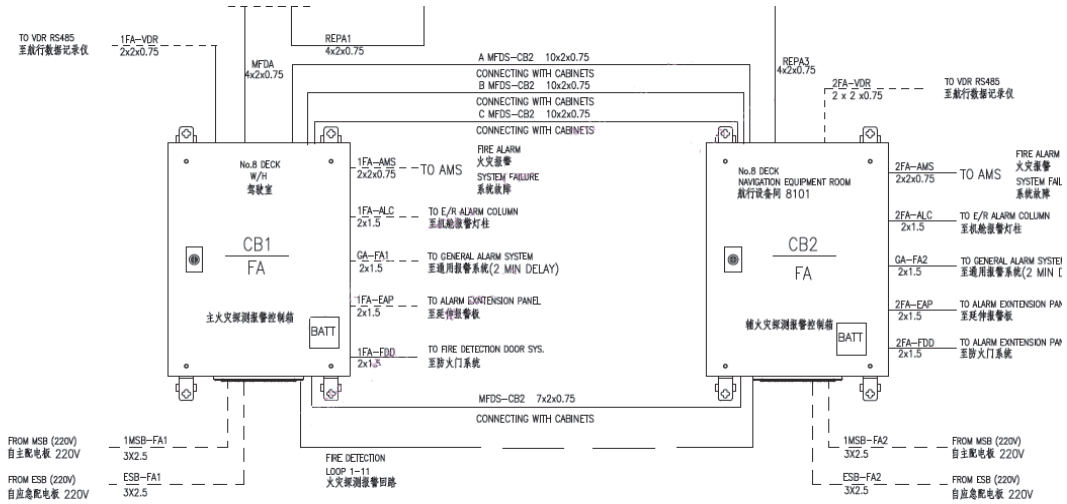 TO VDR RS485
至航行数据记录仪
1FA-VDR
2x2x0.75
MFDA
4x2x0.75
REPA1
4x2x0.75
A MFDS-CB2 10x2x0.75
CONNECTING WITH CABINETS
B MFDS-CB2 10x2x0.75
CONNECTING WITH CABINETS
C MFDS-CB2 10x2x0.75
CONNECTING WITH CABINETS
REPA3
4x2x0.75
2FA-VDR
2 x 2 x0.75
TO VDR RS485
至航行数据记录仪
No.8 DECK
W/H
驾驶室
CB1
FA
主火灾探测报警控制箱
BATT
1FA-AMS
2x2x0.75
TO AMS
FIRE ALARM
火灾报警
SYSTEM FAILURE
系统故障
1FA-ALC
2x1.5
TO E/R ALARM COLUMN
至机舱报警灯柱
GA-FA1
2x1.5
TO GENERAL ALARM SYSTEM
至通用报警系统(2 MIN DELAY)
1FA-EAP
2x1.5
TO ALARM EXNTENSION PANEL
至延伸报警板
1FA-FDD
2x1.5
TO FIRE DETECTION DOOR SYS.
至防火门系统
No.8 DECK
NAVIGATION EQUIPMENT ROOM
航行设备间 8101
CB2
FA
辅火灾探测报警控制箱
BATT
2FA-AMS
2x2x0.75
TO AMS
FIRE ALARM
火灾报警
SYSTEM FAIL
系统故障
2FA-ALC
2x1.5
TO E/R ALARM COLUMN
至机舱报警灯柱
GA-FA2
2x1.5
TO GENERAL ALARM SYSTE
至通用报警系统(2 MIN
2FA-EAP
2x1.5
TO ALARM EXNTENSION PAN
至延伸报警板
2FA-FDD
2x1.5
TO ALARM EXNTENSION PAN
至防火门系统
MFDS-CB2 7x2x0.75
CONNECTING WITH CABINETS
FROM MSB (220V)
自主配电板 220V
1MSB-FA1
3X2.5
FROM ESB (220V)
自应急配电板 220V
ESB-FA1
3X2.5
FIRE DETECTION
LOOP 1-11
火灾探测报警回路
1MSB-FA2
3X2.5
FROM MSB (220V)
自主配电板 220V
ESB-FA2
3X2.5
FROM ESB (220V)
自应急配电板 220V